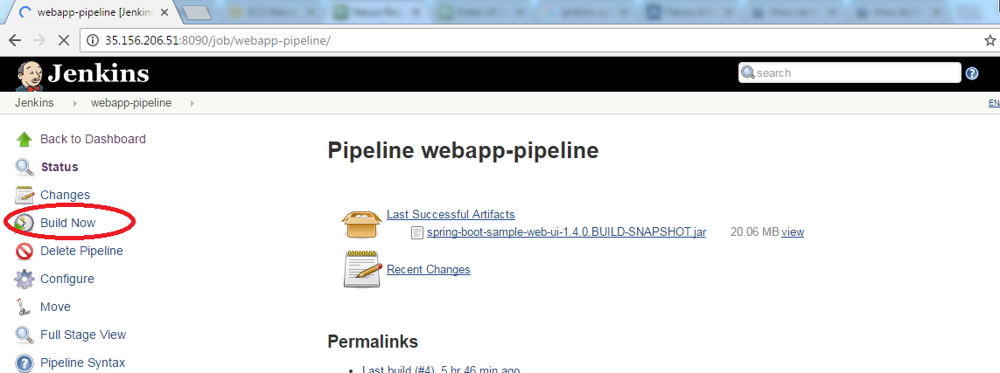 webapp-pipeline [Jenkins
35.156.206.51:8090/job/webapp-pipeline/
Jenkins
search
Jenkins webapp-pipeline
EN
Back to Dashboard
Status
Changes
Build Now
Delete Pipeline
Configure
Move
Full Stage View
Pipeline Syntax
Pipeline webapp-pipeline
Last Successful Artifacts
spring-boot-sample-web-ui-1.4.0.BUILD-SNAPSHOT.jar 20.06 MB view
Recent Changes
Permalinks
Last build (#4), 5 hr 46 min ago